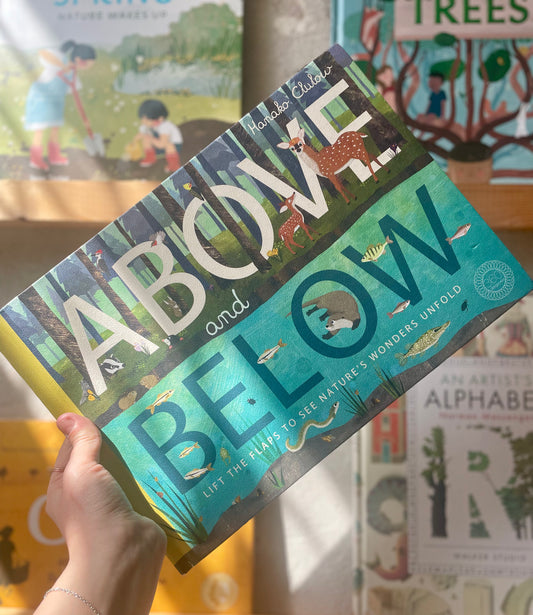 SPRING
NATURE WAKES UP
TREES
Hanako Clulow
ABOVE
and
BELOW
LIFT THE FLAPS TO SEE NATURE'S WONDERS UNFOLD
AN ARTIST'S
ALPHABE
R
WALKER STUDIO